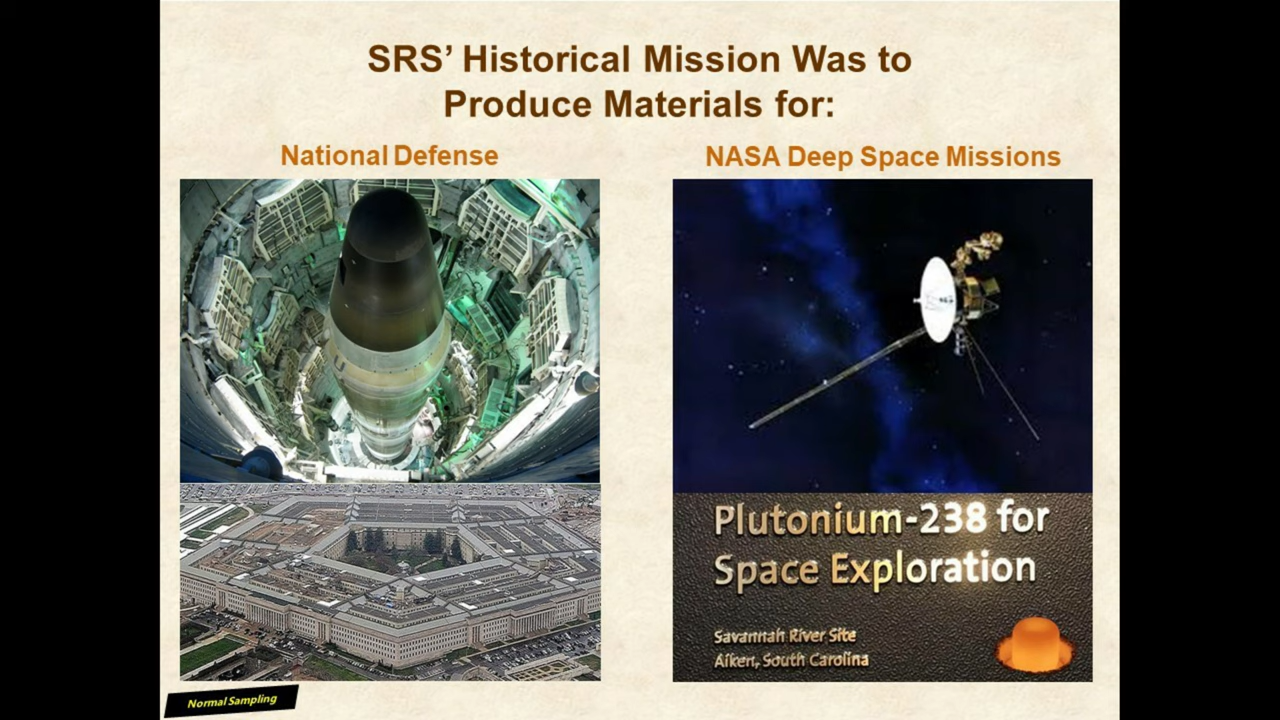 SRS’ Historical Mission Was to
Produce Materials for:
National Defense
NASA Deep Space Missions
Plutonium-238 for
Space Exploration
Savannah River Site
Aiken, South Carolina
Normal Sampling